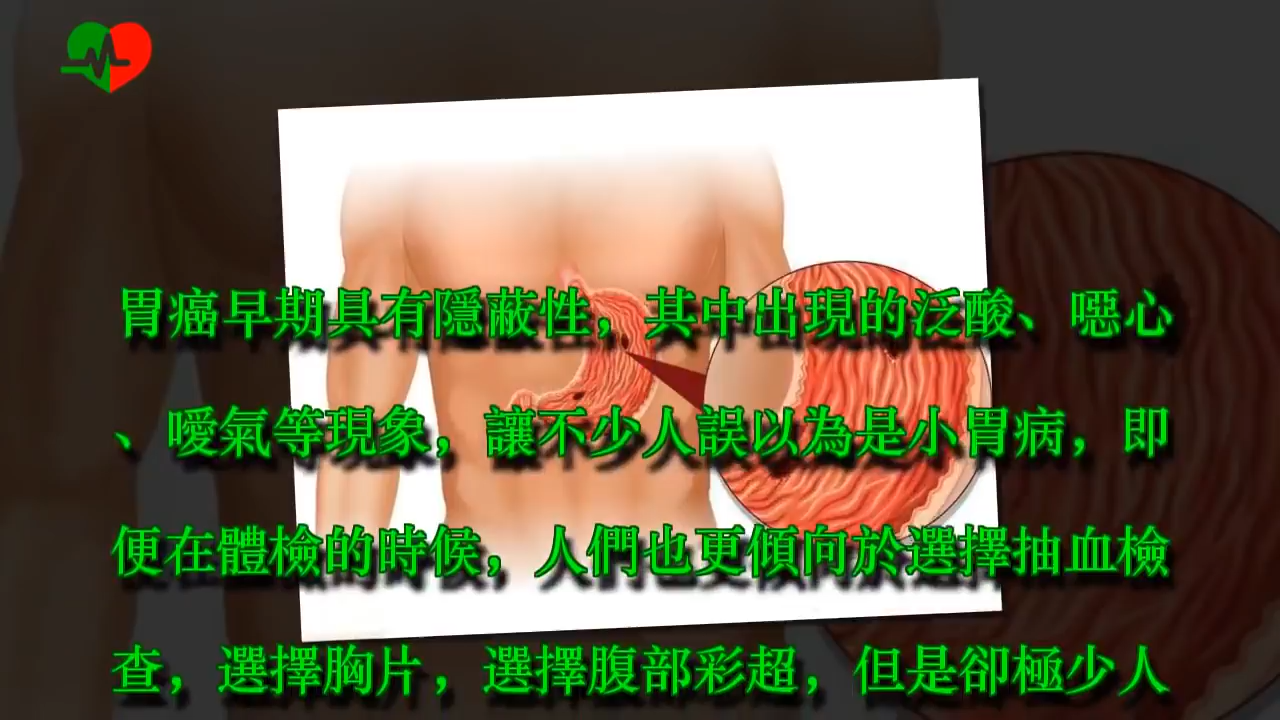 胃癌早期具有隱蔽性，其中出現的泛酸、噁心
、噯氣等現象，讓不少人誤以為是小胃病，即
便在體檢的時候，人們也更傾向於選擇抽血檢
查，選擇胸片，選擇腹部彩超，但是卻極少人